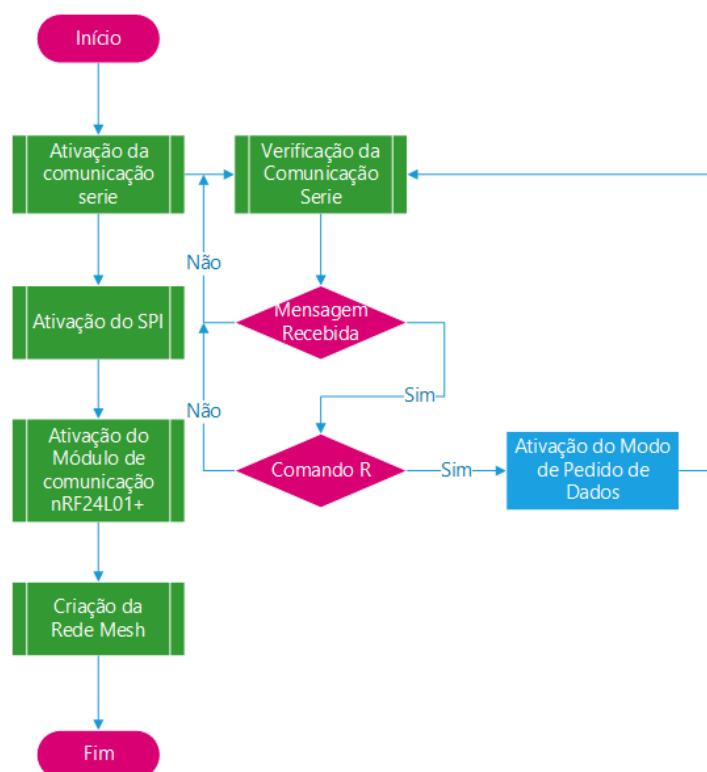 Início
Ativação da
comunicação
serie
Verificação da
Comunicação
Serie
Não
Ativação do SPI
Mensagem
Recebida
Sim
Não
Ativação do
Módulo de
comunicação
nRF24L01+
Comando R
Sim
Ativação do Modo
de Pedido de
Dados
Criação da
Rede Mesh
Fim